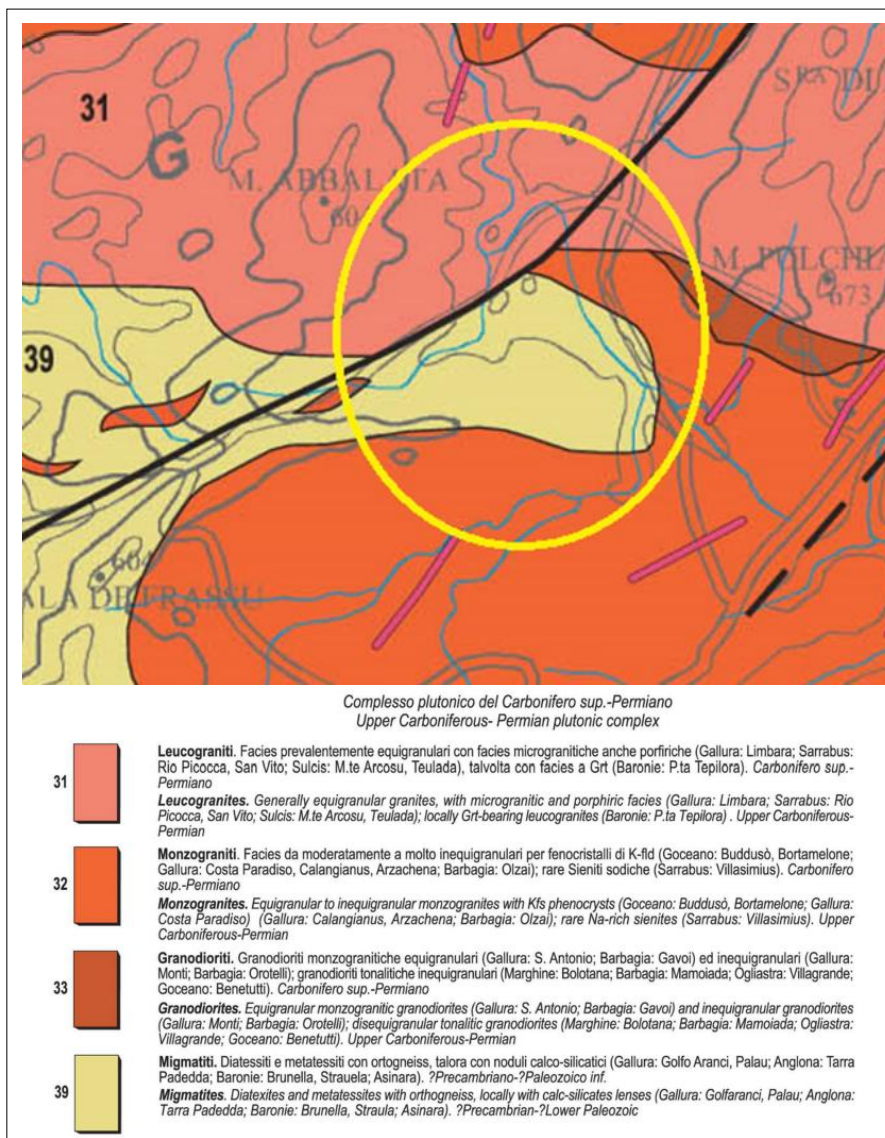 31
G
SRA DI
M. ABBALATA
60
M. PULCHIA
673
39
604
ALA DE FRASSU
Complesso plutonico del Carbonifero sup.-Permiano
Upper Carboniferous- Permian plutonic complex
31
Leucograniti. Facies prevalentemente equigranulari con facies microgranitiche anche porfiriche (Gallura: Limbara; Sarrabus:
Rio Picocca, San Vito; Sulcis: M.te Arcosu, Teulada), talvolta con facies a Grt (Baronie: P.ta Tepilora). Carbonifero sup.-
Permiano
Leucogranites. Generally equigranular granites, with microgranitic and porphiric facies (Gallura: Limbara; Sarrabus: Rio
Picocca, San Vito; Sulcis: M.te Arcosu, Teulada); locally Grt-bearing leucogranites (Baronie: P.ta Tepilora) . Upper Carboniferous-
Permian
32
Monzograniti. Facies da moderatamente a molto inequigranulari per fenocristalli di K-fld (Goceano: Buddusò, Bortamelone;
Gallura: Costa Paradiso, Calangianus, Arzachena; Barbagia: Olzai); rare Sieniti sodiche (Sarrabus: Villasimius). Carbonifero
sup.-Permiano
Monzogranites. Equigranular to inequigranular monzogranites with Kfs phenocrysts (Goceano: Buddusò, Bortamelone; Gallura:
Costa Paradiso) (Gallura: Calangianus, Arzachena; Barbagia: Olzai); rare Na-rich sienites (Sarrabus: Villasimius). Upper
Carboniferous-Permian
33
Granodioriti. Granodioriti monzogranitiche equigranulari (Gallura: S. Antonio; Barbagia: Gavoi) ed inequigranulari (Gallura:
Monti; Barbagia: Orotelli); granodioriti tonalitiche inequigranulari (Marghine: Bolotana; Barbagia: Mamoiada; Ogliastra: Villagrande;
Goceano: Benetutti). Carbonifero sup.-Permiano
Granodiorites. Equigranular monzogranitic granodiorites (Gallura: S. Antonio; Barbagia: Gavoi) and inequigranular granodiorites
(Gallura: Monti; Barbagia: Orotelli); disequigranular tonalitic granodiorites (Marghine: Bolotana; Barbagia: Mamoiada; Ogliastra:
Villagrande; Goceano: Benetutti). Upper Carboniferous-Permian
39
Migmatiti. Diatessiti e metatessiti con ortogneiss, talora con noduli calco-silicatici (Gallura: Golfo Aranci, Palau; Anglona: Tarra
Padedda; Baronie: Brunella, Strauela; Asinara). ?Precambriano-?Paleozoico inf.
Migmatites. Diatexites and metatessites with orthogneiss, locally with calc-silicates lenses (Gallura: Golfaranci, Palau; Anglona:
Tarra Padedda; Baronie: Brunella, Straula; Asinara). ?Precambrian-?Lower Paleozoic